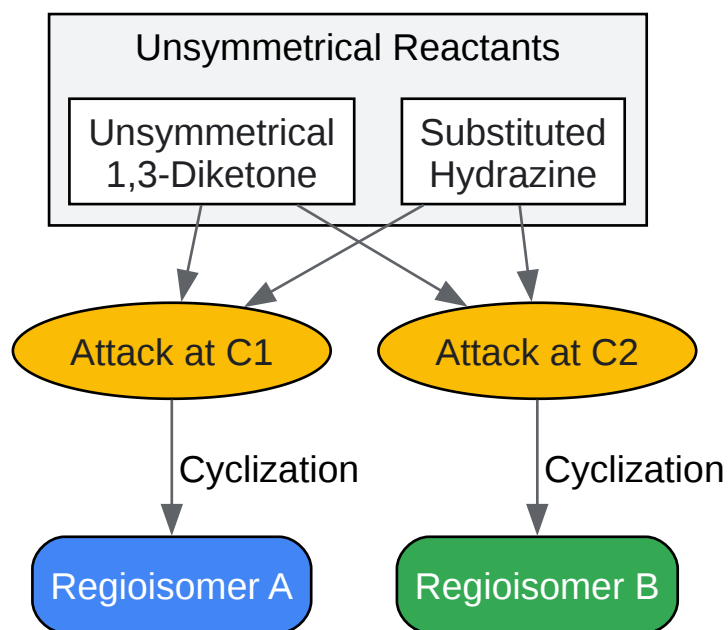 Unsymmetrical Reactants
Unsymmetrical
1,3-Diketone
Substituted
Hydrazine
Attack at C1
Attack at C2
Cyclization
Cyclization
Regioisomer A
Regioisomer B